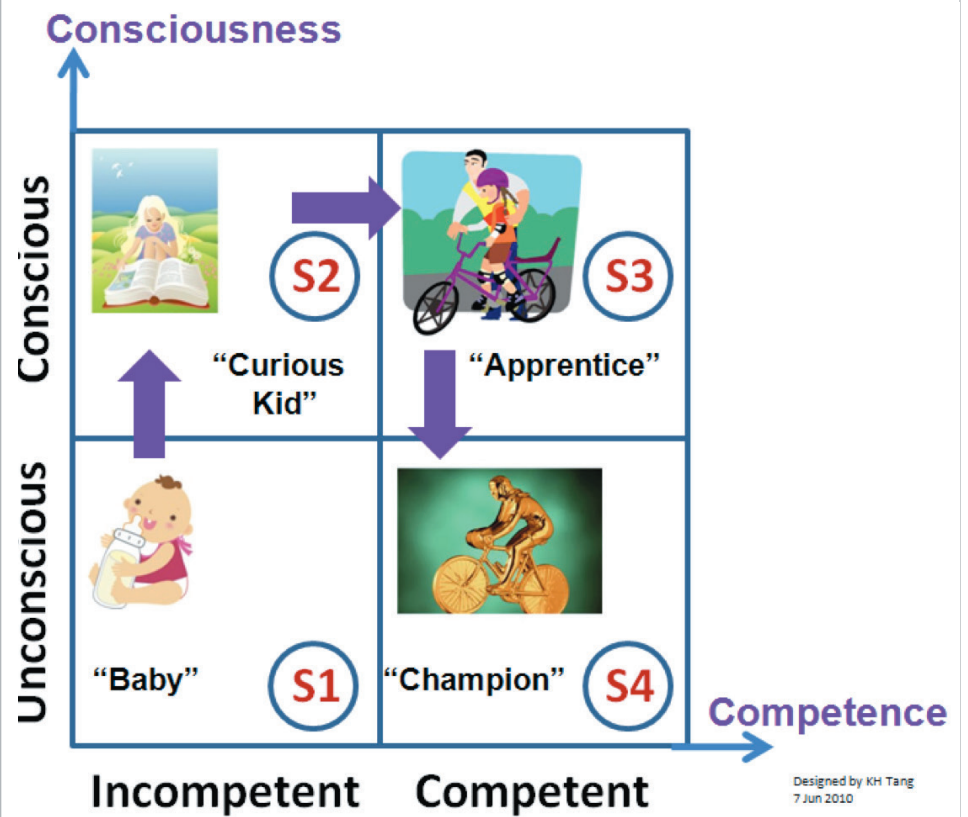 Consciousness
Conscious
S2
S3
“Curious
Kid”
“Apprentice”
Unconscious
“Baby”
S1
“Champion”
S4
Competence
Incompetent
Competent
Designed by KH Tang
7 Jun 2010